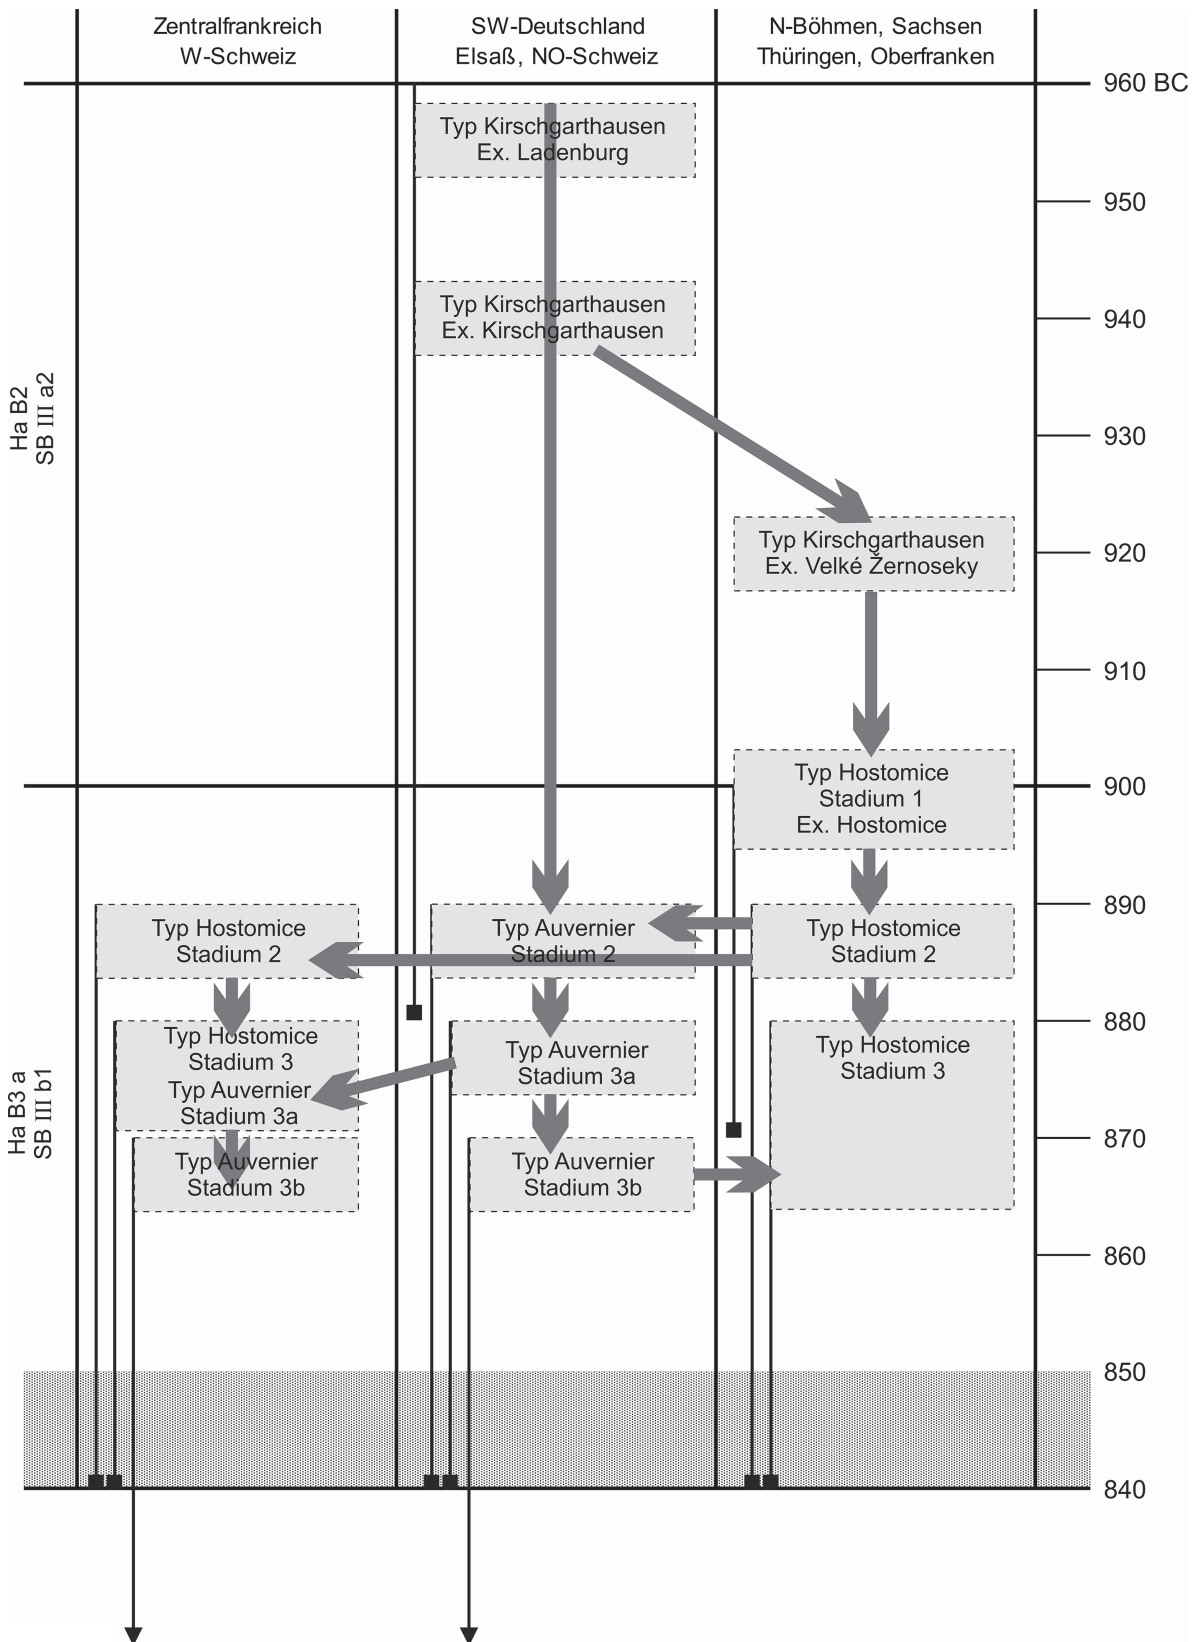 Zentralfrankreich
W-Schweiz
SW-Deutschland
Elsaß, NO-Schweiz
N-Böhmen, Sachsen
Thüringen, Oberfranken
960 BC
Typ Kirschgarthausen
Ex. Ladenburg
950
Typ Kirschgarthausen
Ex. Kirschgarthausen
940
Ha B2
SB III a2
930
Typ Kirschgarthausen
Ex. Velké Žernoseky
920
910
Typ Hostomice
Stadium 1
Ex. Hostomice
900
890
Typ Hostomice
Stadium 2
Typ Auvernier
Stadium 2
Typ Hostomice
Stadium 2
880
Typ Hostomice
Stadium 3
Typ Auvernier
Stadium 3a
Typ Auvernier
Stadium 3a
Typ Hostomice
Stadium 3
Ha B3 a
SB III b1
870
Typ Auvernier
Stadium 3b
Typ Auvernier
Stadium 3b
860
850
840